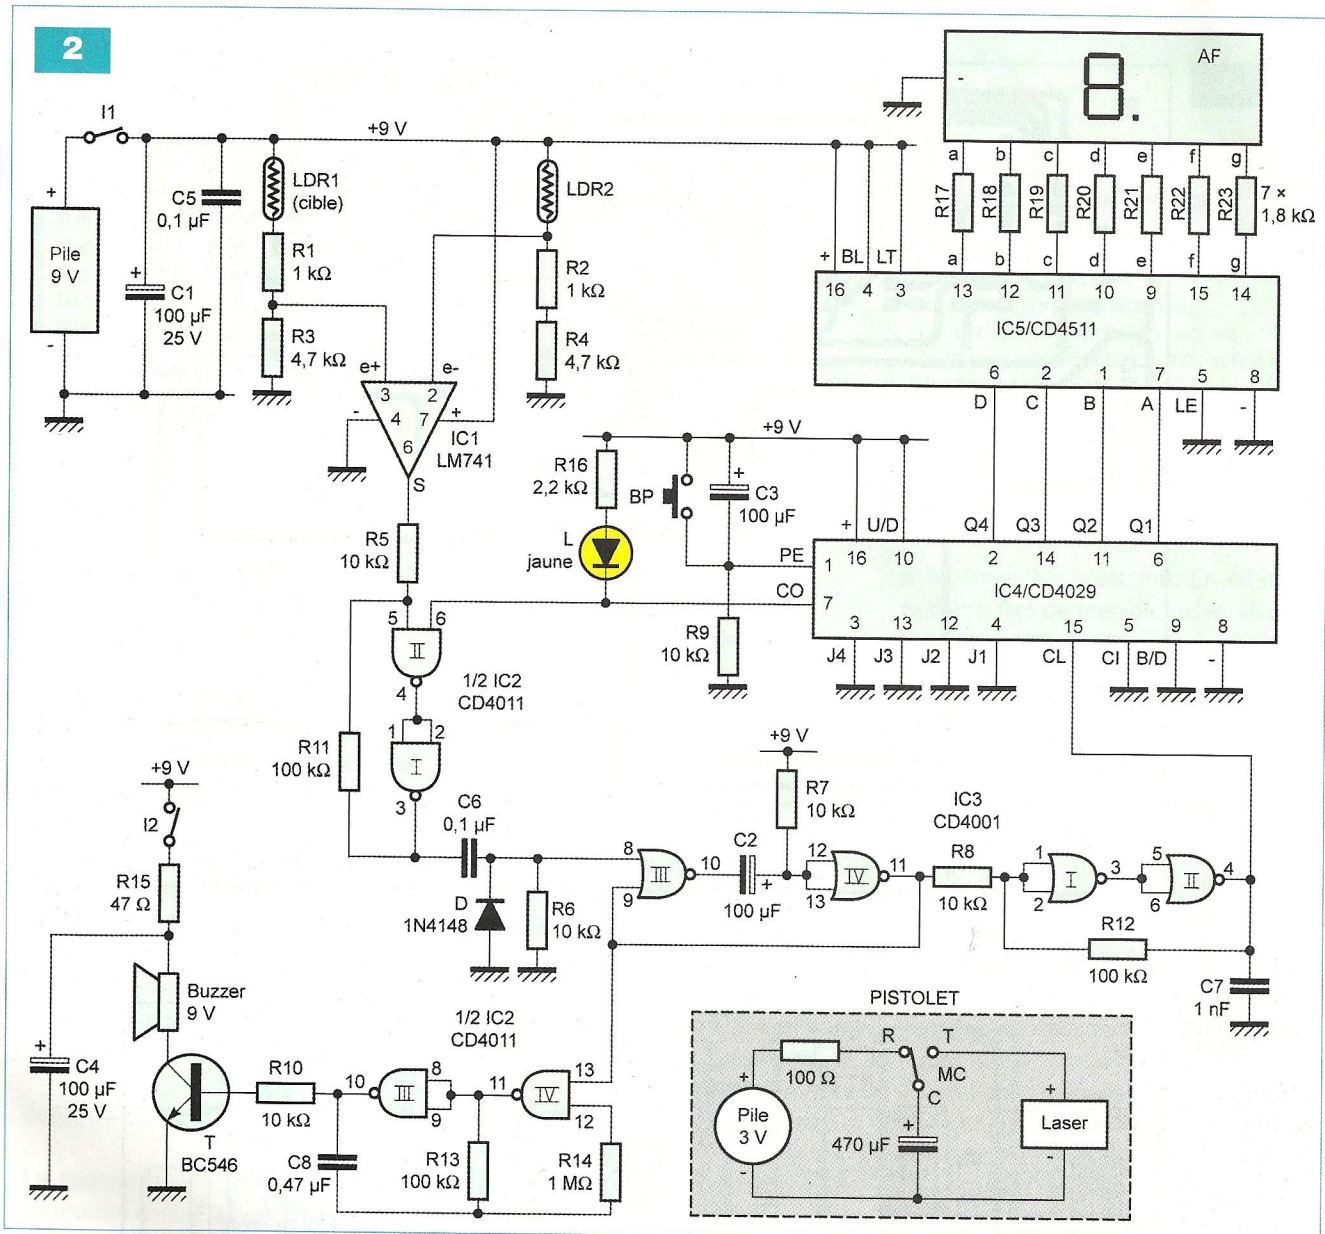 2
AF
-
I1
+9 V
a b c d e f g
LDR1
(cible)
LDR2
C5
0,1 µF
R17 R18 R19 R20 R21 R22 R23
7 ×
1,8 kΩ
+
Pile
9 V
-
+
C1
100 µF
25 V
R1
1 kΩ
R2
1 kΩ
R3
4,7 kΩ
R4
4,7 kΩ
+ BL LT a b c d e f g
16 4 3 13 12 11 10 9 15 14
IC5/CD4511
6 2 1 7 5 8
D C B A LE -
e+ e-
3 2
- 4 7 +
6
IC1
LM741
S
+9 V
R16
2,2 kΩ
BP
+
C3
100 µF
L
jaune
R5
10 kΩ
+ U/D Q4 Q3 Q2 Q1
16 10 2 14 11 6
PE 1
CO 7
IC4/CD4029
3 13 12 4 15 5 9 8
J4 J3 J2 J1 CL CI B/D -
R9
10 kΩ
5 6
II
4
1/2 IC2
CD4011
1 2
I
3
R11
100 kΩ
+9 V
I2
R15
47 Ω
C6
0,1 µF
D
1N4148
R6
10 kΩ
8
9
III
10
C2
+
100 µF
+9 V
R7
10 kΩ
12
13
IV
11
IC3
CD4001
R8
10 kΩ
1
2
I
3
5
6
II
4
R12
100 kΩ
C7
1 nF
Buzzer
9 V
+
C4
100 µF
25 V
T
BC546
R10
10 kΩ
1/2 IC2
CD4011
10
III
8
9
11
IV
13
12
C8
0,47 µF
R13
100 kΩ
R14
1 MΩ
PISTOLET
R T
MC
C
100 Ω
+
Pile
3 V
-
+
470 µF
+
Laser
-